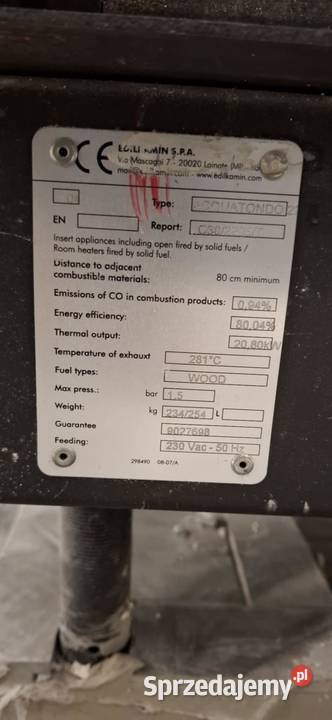 CE EDILKAMIN S.P.A.
Via Mascagni 7 - 20020 Lainate
www.edilkamin.com
Type: ACQUATONDO
EN Report:
Insert appliances including open fired by solid fuels /
Room heaters fired by solid fuel.
Distance to adjacent
combustible materials: 80 cm minimum
Emissions of CO in combustion products: 0,94%
Energy efficiency: 80,04%
Thermal output: 20,80kW
Temperature of exhaust 281°C
Fuel types: WOOD
Max press.: bar 1,5
Weight: kg 234/254 L
Guarantee 9027698
Feeding: 230 Vac - 50 Hz
298490 08-07/A
Sprzedajemy.pl